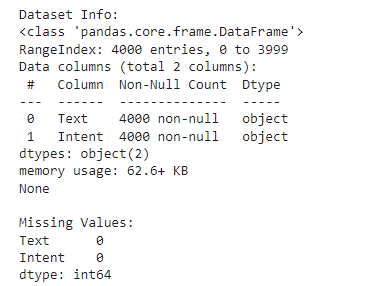 Dataset Info:
<class 'pandas.core.frame.DataFrame'>
RangeIndex: 4000 entries, 0 to 3999
Data columns (total 2 columns):
 #   Column  Non-Null Count  Dtype
---  ------  --------------  -----
 0   Text    4000 non-null   object
 1   Intent  4000 non-null   object
dtypes: object(2)
memory usage: 62.6+ KB
None

Missing Values:
Text      0
Intent    0
dtype: int64